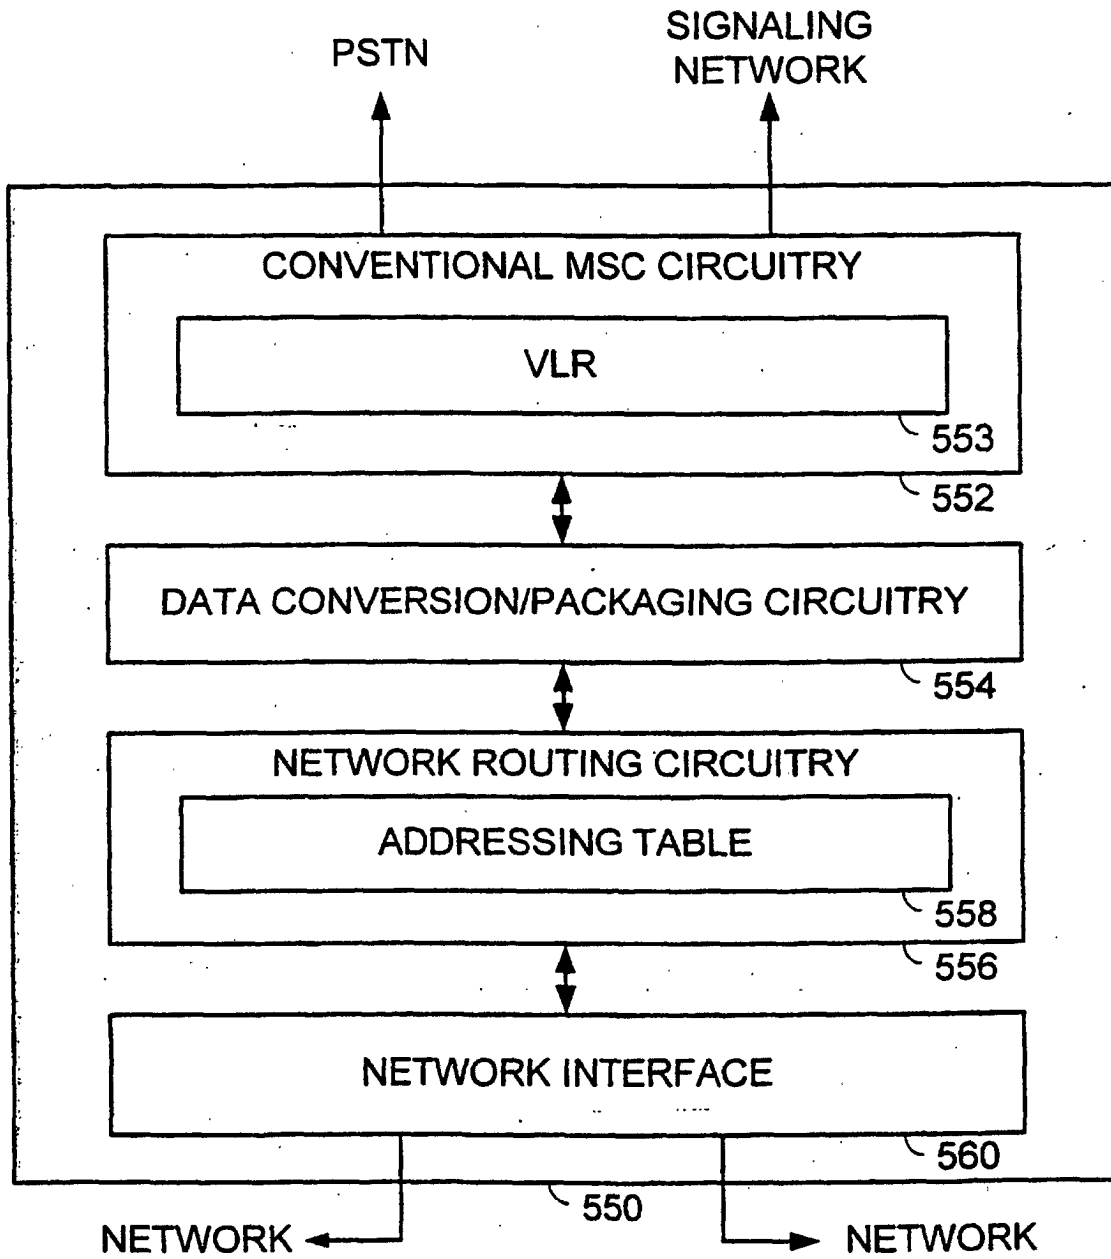 PSTN
SIGNALING
NETWORK
CONVENTIONAL MSC CIRCUITRY
VLR
553
552
DATA CONVERSION/PACKAGING CIRCUITRY
554
NETWORK ROUTING CIRCUITRY
ADDRESSING TABLE
558
556
NETWORK INTERFACE
560
550
NETWORK
NETWORK